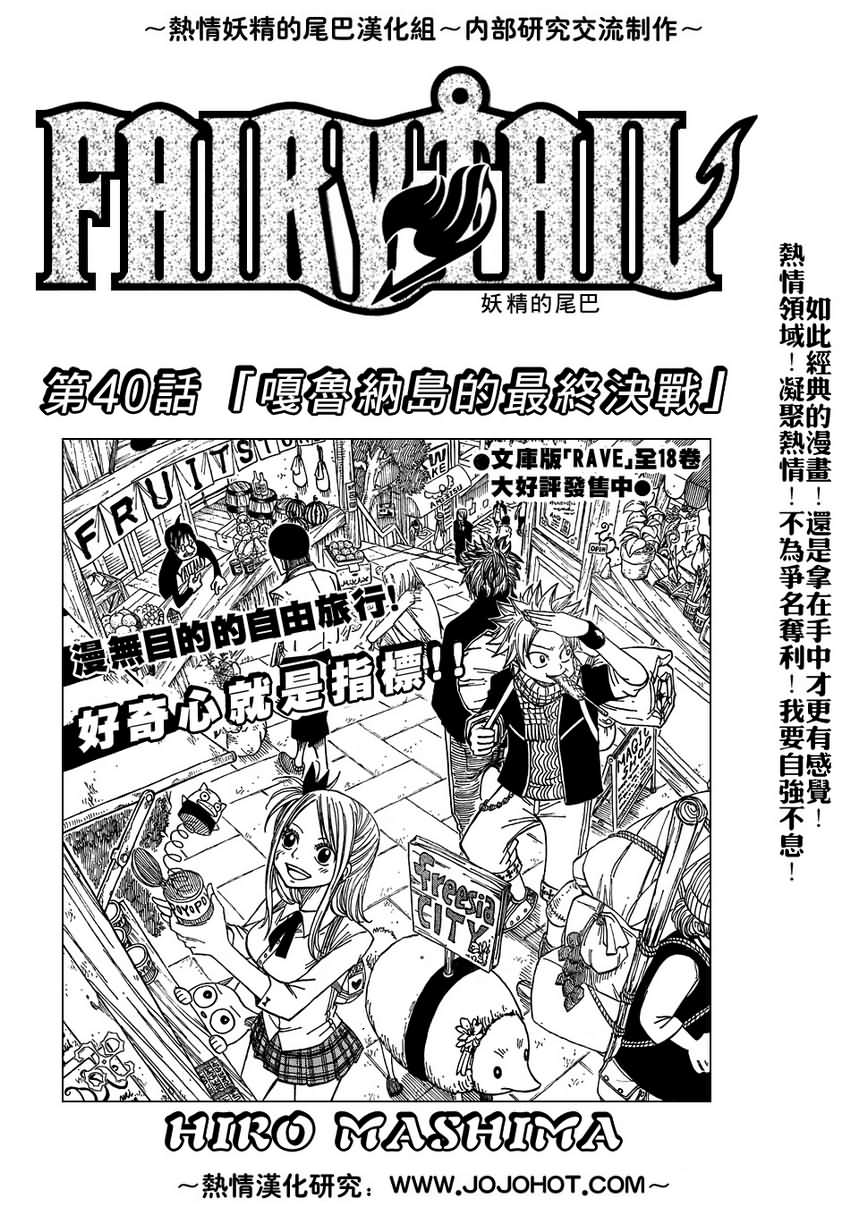 ～熱情妖精的尾巴漢化組～内部研究交流制作～
FAIRY TAIL
妖精的尾巴
第40話「嘎魯納島的最終決戰」
如此經典的漫畫！還是拿在手中才更有感覺！
熱情領域！凝聚熱情！不為爭名奪利！我要自強不息！
FRUITSTORE
●文庫版「RAVE」全18卷
大好評發售中●
OPEN
漫無目的的自由旅行!
好奇心就是指標!!
MAGIC
freesia
CITY
HIRO MASHIMA
～熱情漢化研究：WWW.JOJOHOT.COM～